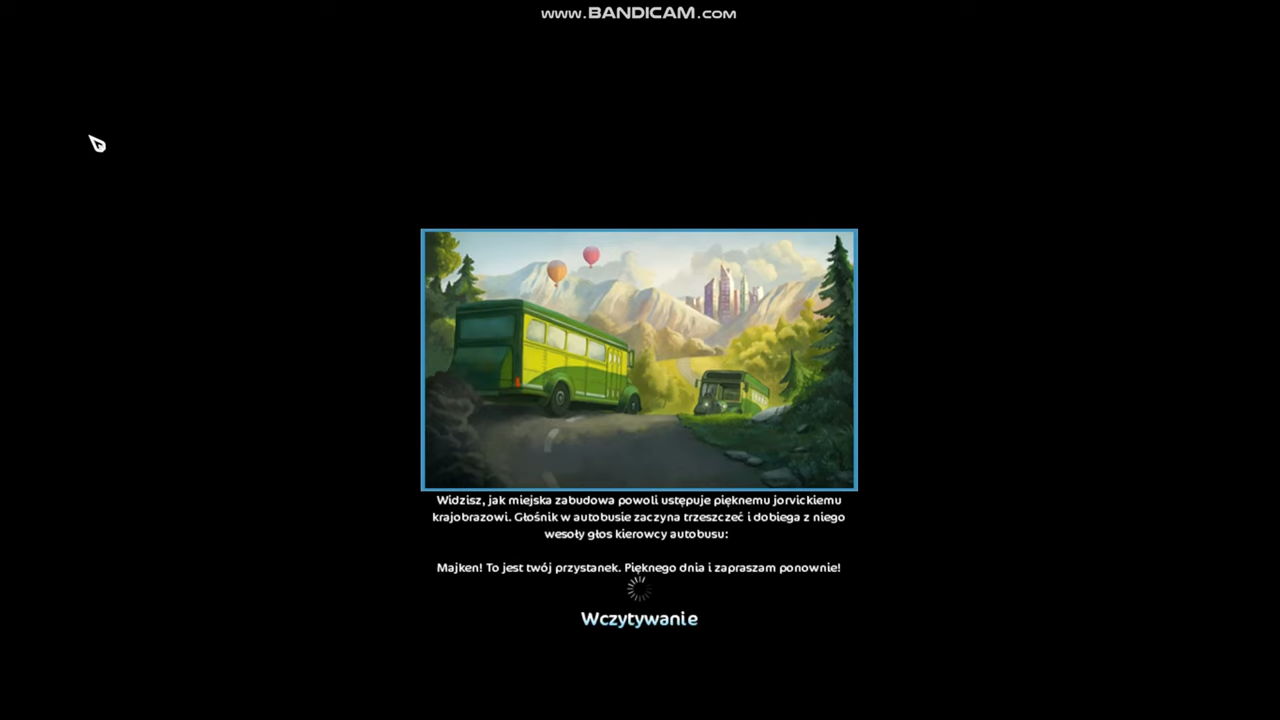 www.BANDICAM.com
Widzisz, jak miejska zabudowa powoli ustępuje pięknemu jorvickiemu
krajobrazowi. Głośnik w autobusie zaczyna trzeszczeć i dobiega z niego
wesoły głos kierowcy autobusu:
Majken! To jest twój przystanek. Pięknego dnia i zapraszam ponownie!
Wczytywanie